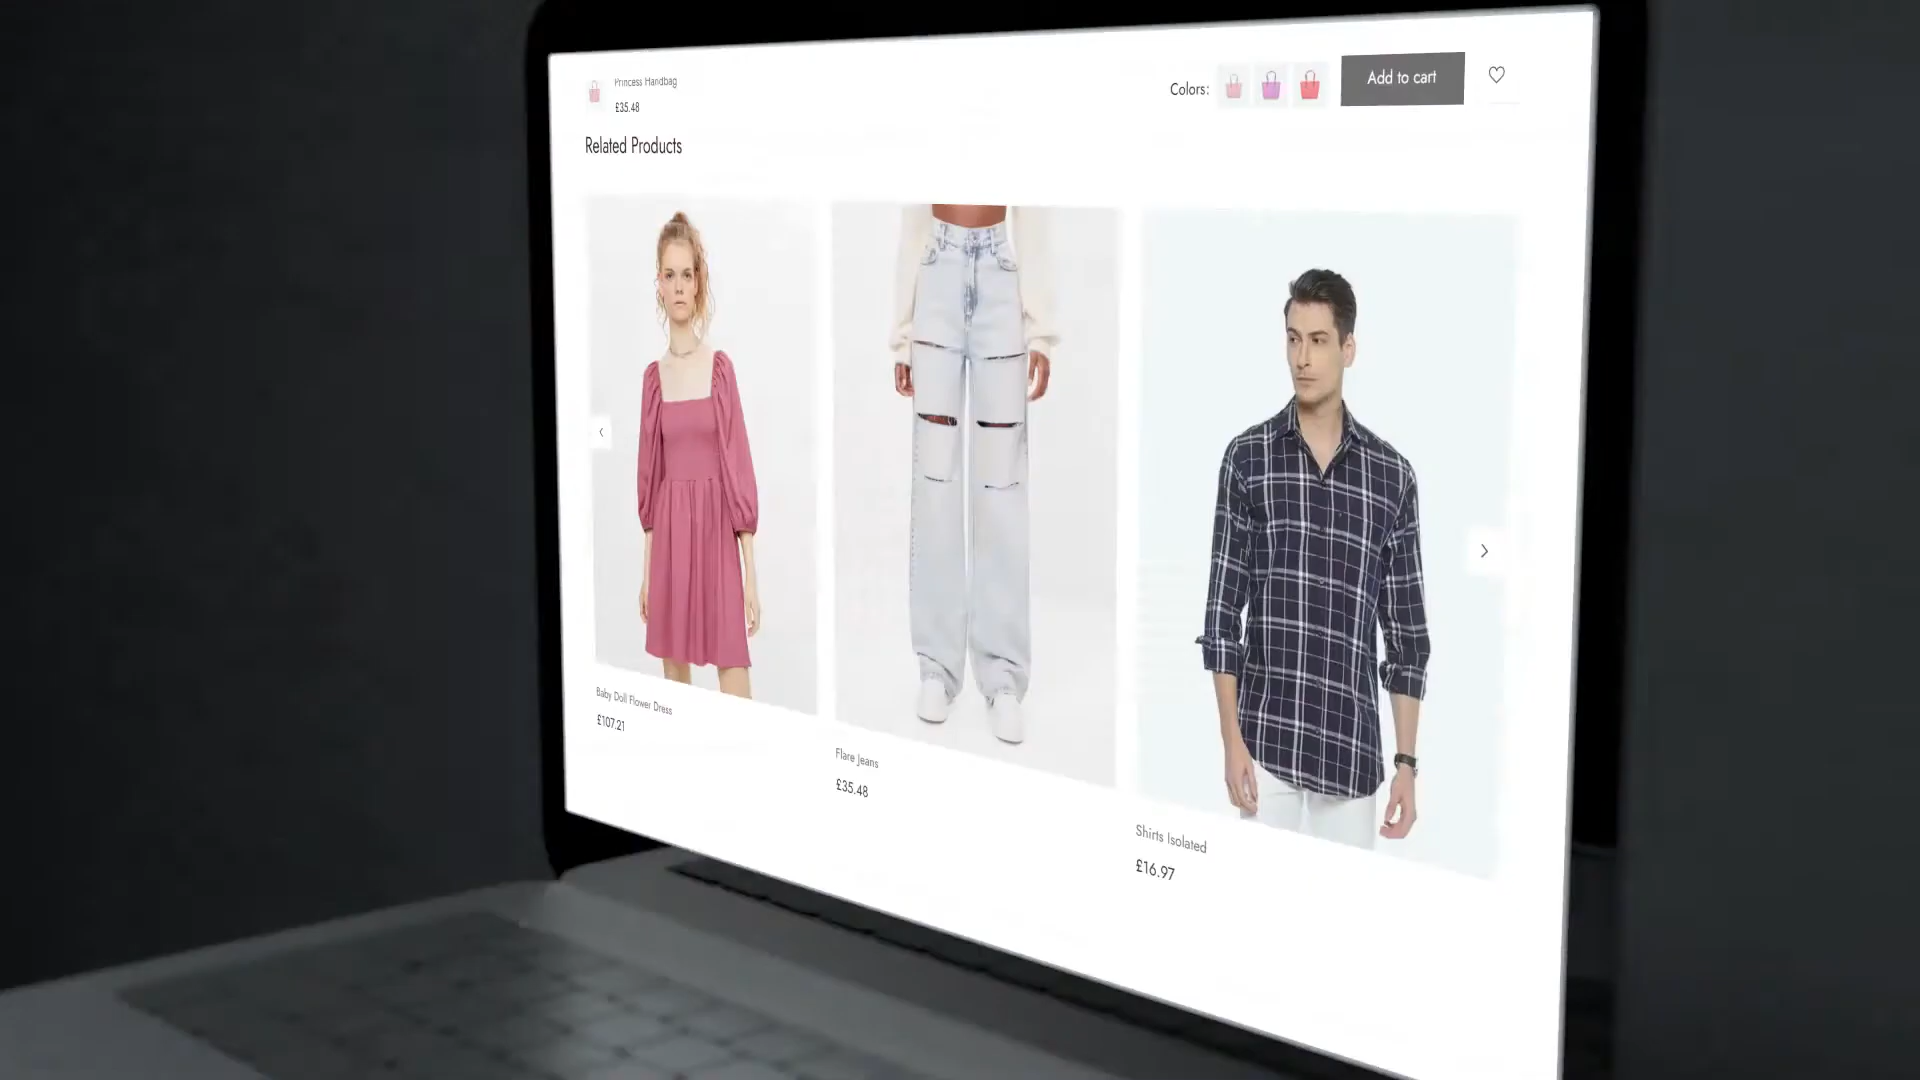 Princess Handbag
£35.48
Colors:
Add to cart
Related Products
Baby Doll Flower Dress
£107.21
Flare Jeans
£35.48
Shirts Isolated
£16.97